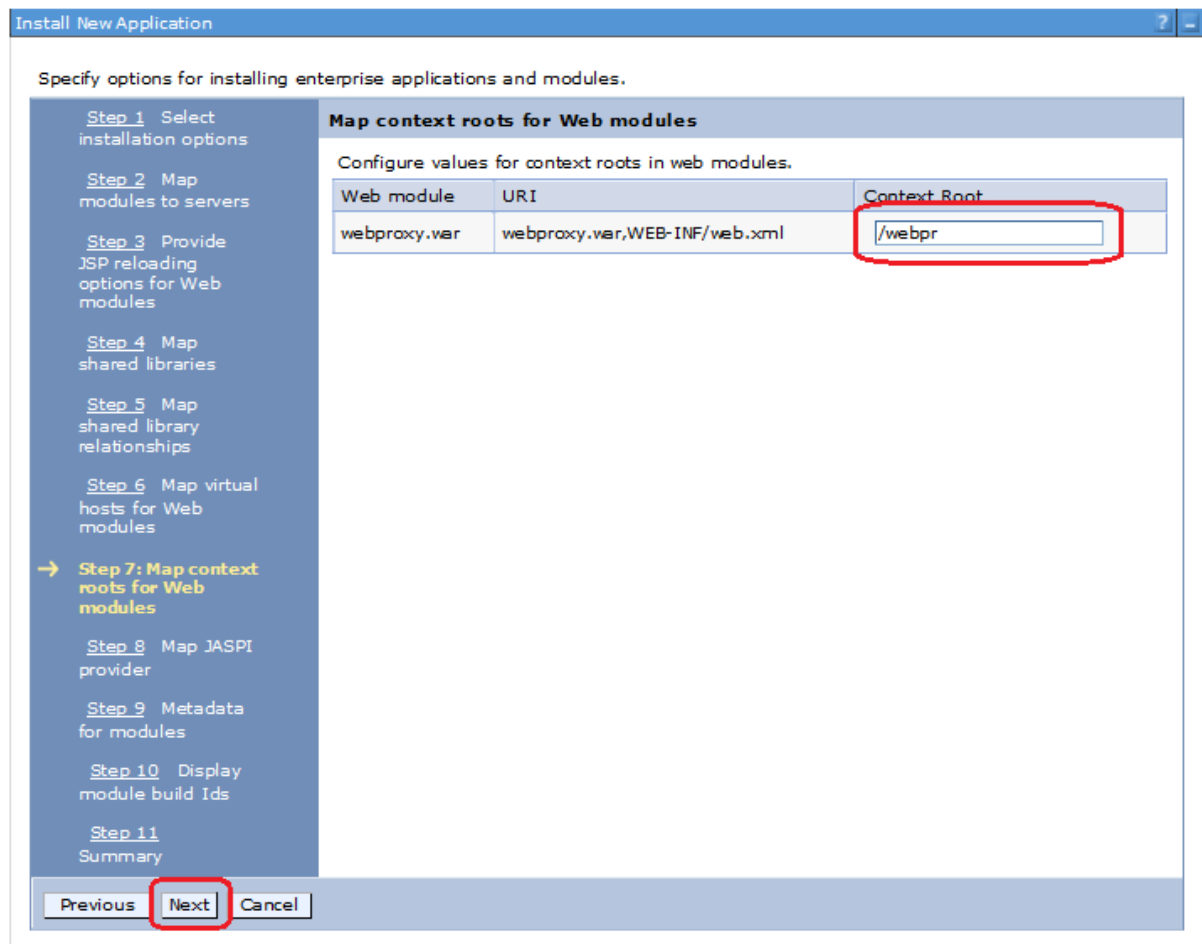 Install New Application ? _
Specify options for installing enterprise applications and modules.
Step 1 Select
installation options
Step 2 Map
modules to servers
Step 3 Provide
JSP reloading
options for Web
modules
Step 4 Map
shared libraries
Step 5 Map
shared library
relationships
Step 6 Map virtual
hosts for Web
modules
→ Step 7: Map context
roots for Web
modules
Step 8 Map JASPI
provider
Step 9 Metadata
for modules
Step 10 Display
module build Ids
Step 11
Summary
Map context roots for Web modules
Configure values for context roots in web modules.
Web module URI Context Root
webproxy.war webproxy.war,WEB-INF/web.xml /webpr
Previous Next Cancel